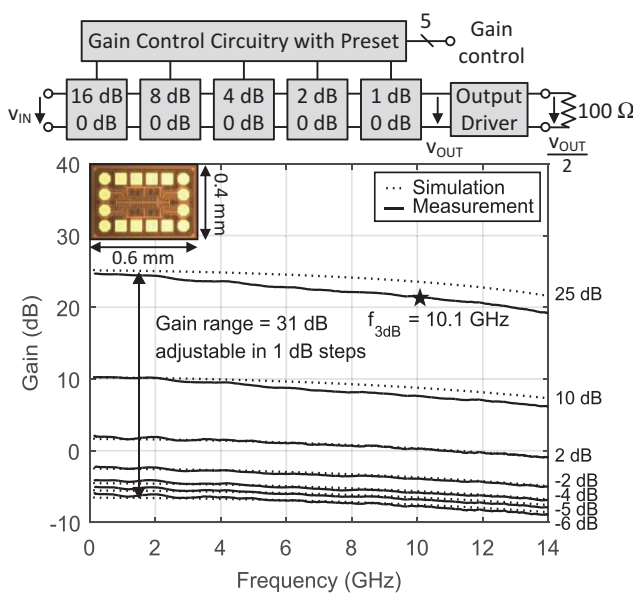 Gain Control Circuitry with Preset
5
Gain
control
16 dB
0 dB
8 dB
0 dB
4 dB
0 dB
2 dB
0 dB
1 dB
0 dB
Output
Driver
100 Ω
vIN
vOUT
vOUT
2
40
30
20
10
0
-10
Gain (dB)
0.4 mm
0.6 mm
Simulation
Measurement
Gain range = 31 dB
adjustable in 1 dB steps
f3dB = 10.1 GHz
25 dB
10 dB
2 dB
-2 dB
-4 dB
-5 dB
-6 dB
0
2
4
6
8
10
12
14
Frequency (GHz)